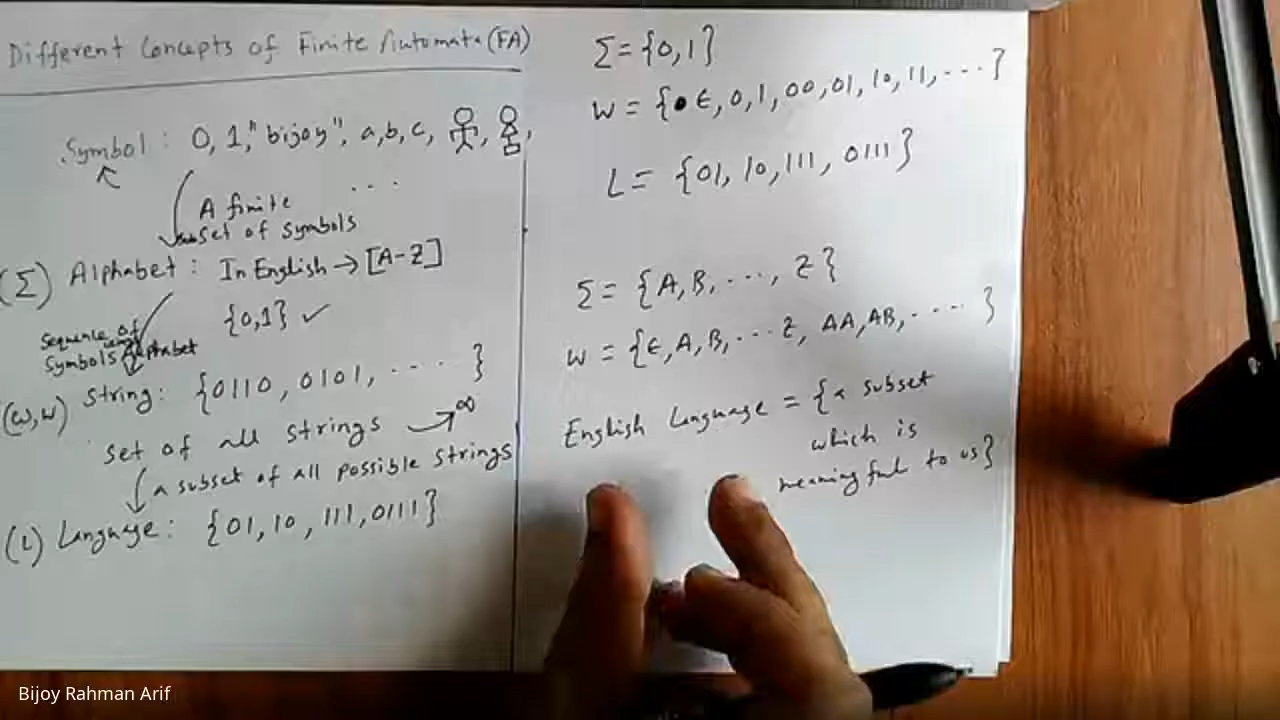 Different Concepts of Finite Automata (FA)
Symbol : 0, 1, "bijoy", a, b, c, ,
...
A finite
subset of symbols
(Σ) Alphabet : In English → [A-Z]
{0,1} ✓
Sequence of
Symbols Alphabet
(ω, w) string: {0110, 0101, .... }
set of all strings → ∞
a subset of all possible strings
(L) Language: {01, 10, 111, 0111}
Σ = {0, 1}
W = {ϵ, 0, 1, 00, 01, 10, 11, ...}
L = {01, 10, 111, 0111}
Σ = {A, B, ..., Z}
W = {ϵ, A, B, ... Z, AA, AB, ....}
English Language = {a subset
which is
meaningful to us}
Bijoy Rahman Arif